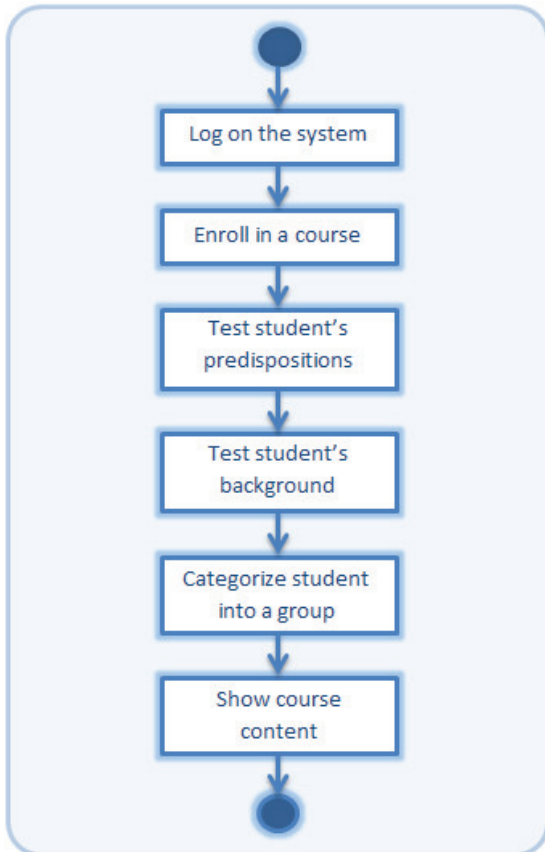 Log on the system
Enroll in a course
Test student’s
predispositions
Test student’s
background
Categorize student
into a group
Show course
content